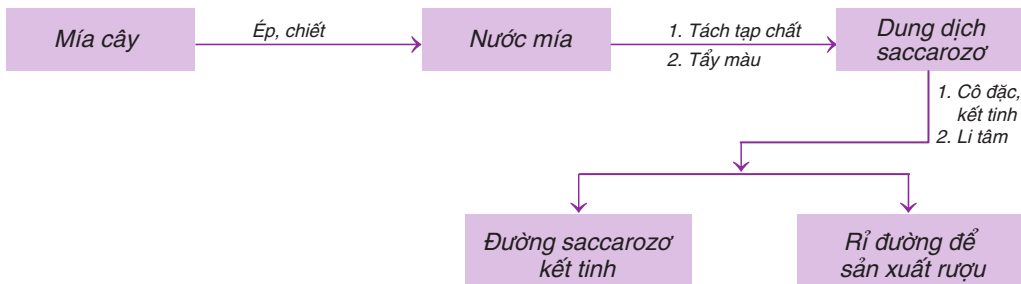 Mía cây
Ép, chiết
Nước mía
1. Tách tạp chất
2. Tẩy màu
Dung dịch
saccarozơ
1. Cô đặc,
kết tinh
2. Li tâm
Đường saccarozơ
kết tinh
Rỉ đường để
sản xuất rượu